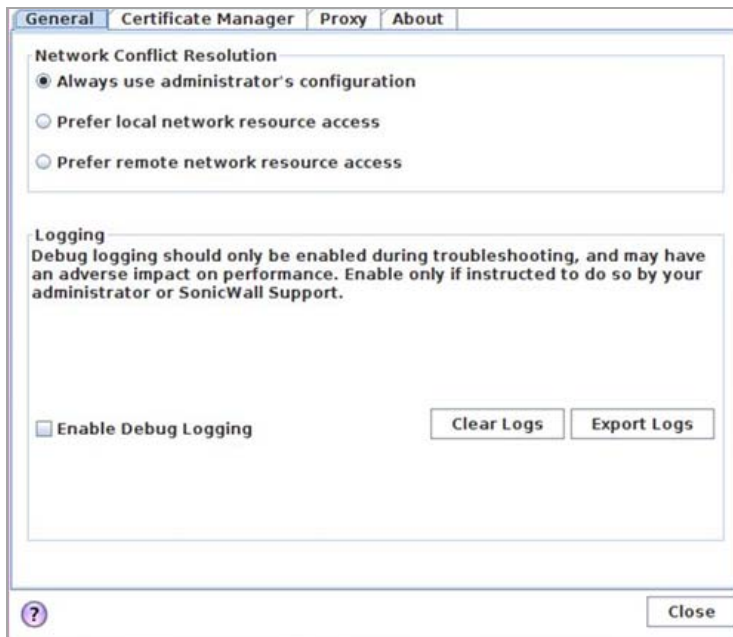 General Certificate Manager Proxy About
Network Conflict Resolution
Always use administrator's configuration
Prefer local network resource access
Prefer remote network resource access
Logging
Debug logging should only be enabled during troubleshooting, and may have
an adverse impact on performance. Enable only if instructed to do so by your
administrator or SonicWall Support.
Enable Debug Logging Clear Logs Export Logs
? Close